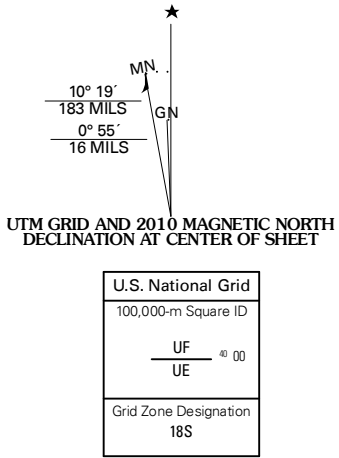 ★
MN
10° 19´
183 MILS
GN
0° 55´
16 MILS
UTM GRID AND 2010 MAGNETIC NORTH
DECLINATION AT CENTER OF SHEET
U.S. National Grid
100,000-m Square ID
UF
40 00
UE
Grid Zone Designation
18S